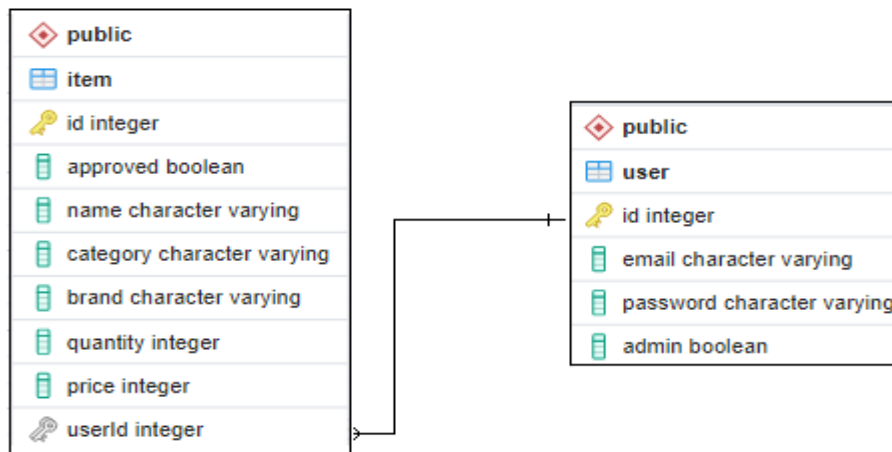 public
item
id integer
approved boolean
name character varying
category character varying
brand character varying
quantity integer
price integer
userId integer
public
user
id integer
email character varying
password character varying
admin boolean